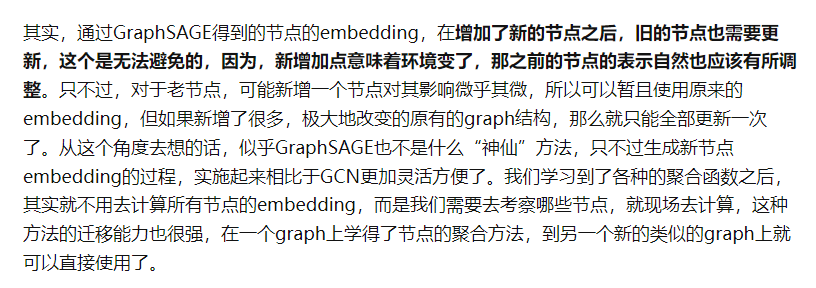 其实，通过GraphSAGE得到的节点的embedding，在增加了新的节点之后，旧的节点也需要更
新，这个是无法避免的，因为，新增加点意味着环境变了，那之前的节点的表示自然也应该有所调
整。只不过，对于老节点，可能新增一个节点对其影响微乎其微，所以可以暂且使用原来的
embedding，但如果新增了很多，极大地改变的原有的graph结构，那么就只能全部更新一次
了。从这个角度去想的话，似乎GraphSAGE也不是什么“神仙”方法，只不过生成新节点
embedding的过程，实施起来相比于GCN更加灵活方便了。我们学习到了各种的聚合函数之后，
其实就不用去计算所有节点的embedding，而是我们需要去考察哪些节点，就现场去计算，这种
方法的迁移能力也很强，在一个graph上学得了节点的聚合方法，到另一个新的类似的graph上就
可以直接使用了。